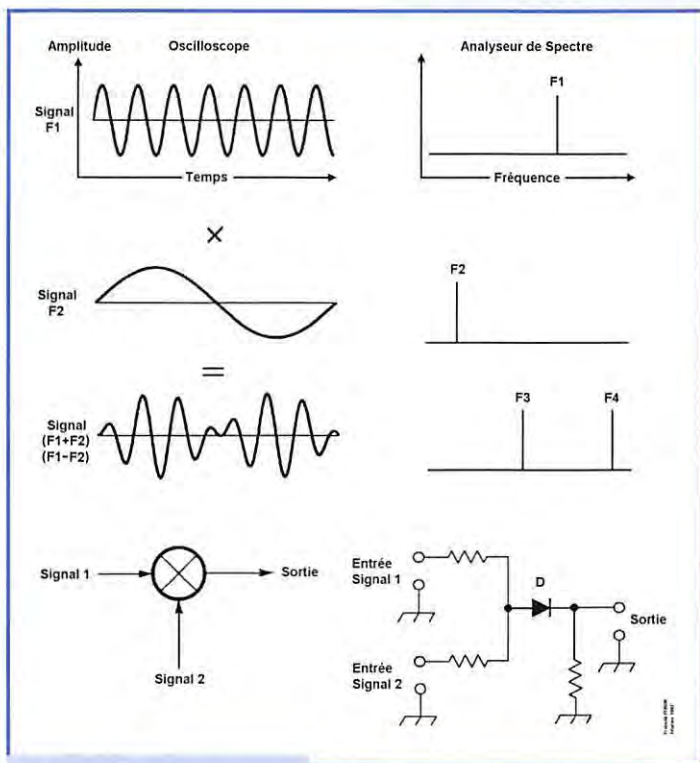 Amplitude
Oscilloscope
Analyseur de Spectre
Signal
F1
F1
Temps
Fréquence
×
Signal
F2
F2
=
Signal
(F1+F2)
(F1-F2)
F3
F4
Signal 1
Sortie
Signal 2
Entrée
Signal 1
D
Sortie
Entrée
Signal 2